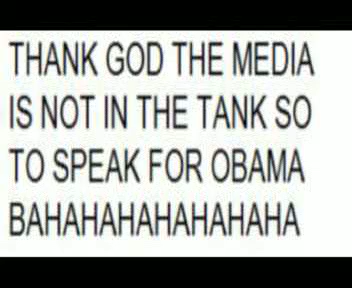 THANK GOD THE MEDIA
IS NOT IN THE TANK SO
TO SPEAK FOR OBAMA
BAHAHAHAHAHAHAHA